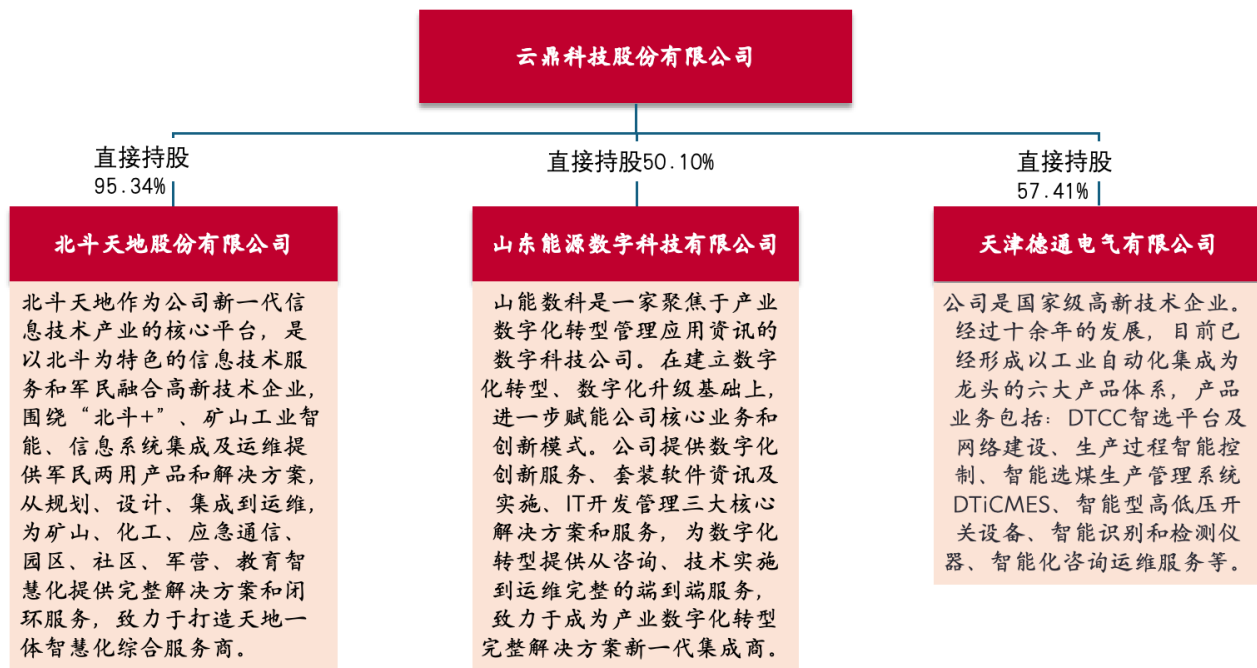 云鼎科技股份有限公司
直接持股
95.34%
直接持股50.10%
直接持股
57.41%
北斗天地股份有限公司
北斗天地作为公司新一代信
息技术产业的核心平台，是
以北斗为特色的信息技术服
务和军民融合高新技术企业，
围绕“北斗+”、矿山工业智
能、信息系统集成及运维提
供军民两用产品和解决方案，
从规划、设计、集成到运维，
为矿山、化工、应急通信、
园区、社区、军营、教育智
慧化提供完整解决方案和闭
环服务，致力于打造天地一
体智慧化综合服务商。
山东能源数字科技有限公司
山能数科是一家聚焦于产业
数字化转型管理应用资讯的
数字科技公司。在建立数字
化转型、数字化升级基础上，
进一步赋能公司核心业务和
创新模式。公司提供数字化
创新服务、套装软件资讯及
实施、IT开发管理三大核心
解决方案和服务，为数字化
转型提供从咨询、技术实施
到运维完整的端到端服务，
致力于成为产业数字化转型
完整解决方案新一代集成商。
天津德通电气有限公司
公司是国家级高新技术企业。
经过十余年的发展，目前已
经形成以工业自动化集成为
龙头的六大产品体系，产品
业务包括：DTCC智选平台及
网络建设、生产过程智能控
制、智能选煤生产管理系统
DTiCMES、智能型高低压开
关设备、智能识别和检测仪
器、智能化咨询运维服务等。